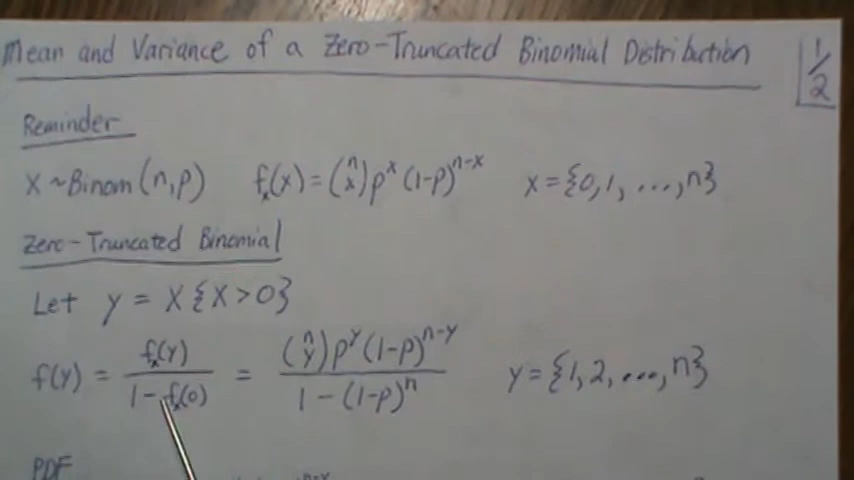 Mean and Variance of a Zero-Truncated Binomial Distribution
1/2
Reminder
X ~ Binom(n,p) fₓ(x) = (n x) pˣ (1-p)ⁿ⁻ˣ x = {0,1, ..., n}
Zero-Truncated Binomial
Let y = X {X > 0}
f(y) = fₓ(y) / 1 - fₓ(0) = (n y) p^y (1-p)^(n-y) / 1 - (1-p)ⁿ y = {1,2, ..., n}
PDF